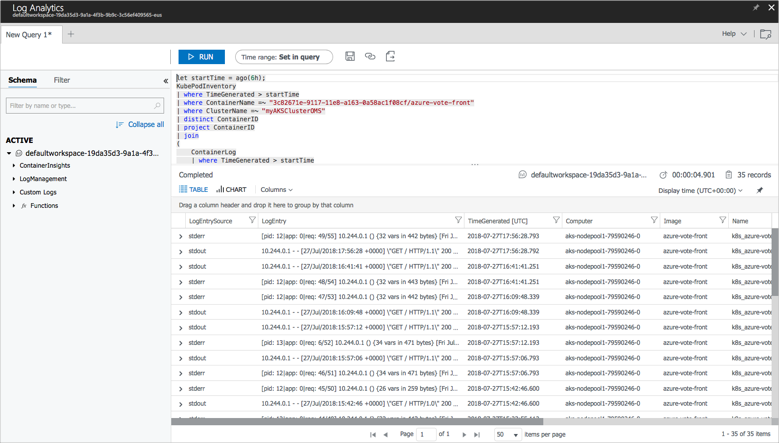 Log Analytics
defaultworkspace-19da35d3-9a1a-4f3b-9b9c-3c56ef409565-eus
New Query 1* +
Help
RUN
Time range: Set in query
Schema Filter «
Filter by name or type...
Collapse all
ACTIVE
defaultworkspace-19da35d3-9a1a-4f3...
ContainerInsights
LogManagement
Custom Logs
fx Functions
let startTime = ago(6h);
KubePodInventory
| where TimeGenerated > startTime
| where ContainerName =~ "3c82671e-9117-11e8-a163-0a58ac1f08cf/azure-vote-front"
| where ClusterName =~ "myAKSClusterOMS"
| distinct ContainerID
| project ContainerID
| join
(
ContainerLog
| where TimeGenerated > startTime
...
Completed defaultworkspace-19da35d3-9a1a-... 00:00:04.901 35 records
TABLE CHART Columns Display time (UTC+00:00)
Drag a column header and drop it here to group by that column
LogEntrySource LogEntry TimeGenerated [UTC] Computer Image Name
stderr [pid: 12|app: 0|req: 49/55] 10.244.0.1 () {32 vars in 442 bytes} [Fri J... 2018-07-27T17:56:28.793 aks-nodepool1-79590246-0 azure-vote-front k8s_azure-vote
stdout 10.244.0.1 - - [27/Jul/2018:17:56:28 +0000] \"GET / HTTP/1.1\" 200 ... 2018-07-27T17:56:28.292 aks-nodepool1-79590246-0 azure-vote-front k8s_azure-vote
stdout 10.244.0.1 - - [27/Jul/2018:16:41:41 +0000] \"GET / HTTP/1.1\" 200 ... 2018-07-27T16:41:41.251 aks-nodepool1-79590246-0 azure-vote-front k8s_azure-vote
stderr [pid: 12|app: 0|req: 48/54] 10.244.0.1 () {32 vars in 443 bytes} [Fri J... 2018-07-27T16:41:41.251 aks-nodepool1-79590246-0 azure-vote-front k8s_azure-vote
stderr [pid: 12|app: 0|req: 47/53] 10.244.0.1 () {32 vars in 442 bytes} [Fri J... 2018-07-27T16:09:48.339 aks-nodepool1-79590246-0 azure-vote-front k8s_azure-vote
stdout 10.244.0.1 - - [27/Jul/2018:16:09:48 +0000] \"GET / HTTP/1.1\" 200 ... 2018-07-27T16:09:48.339 aks-nodepool1-79590246-0 azure-vote-front k8s_azure-vote
stdout 10.244.0.1 - - [27/Jul/2018:15:57:12 +0000] \"GET / HTTP/1.1\" 200 ... 2018-07-27T15:57:12.193 aks-nodepool1-79590246-0 azure-vote-front k8s_azure-vote
stderr [pid: 13|app: 0|req: 6/52] 10.244.0.1 () {34 vars in 471 bytes} [Fri Jul... 2018-07-27T15:57:12.193 aks-nodepool1-79590246-0 azure-vote-front k8s_azure-vote
stdout 10.244.0.1 - - [27/Jul/2018:15:57:06 +0000] \"GET / HTTP/1.1\" 200 ... 2018-07-27T15:57:06.793 aks-nodepool1-79590246-0 azure-vote-front k8s_azure-vote
stderr [pid: 12|app: 0|req: 46/51] 10.244.0.1 () {34 vars in 471 bytes} [Fri J... 2018-07-27T15:57:06.793 aks-nodepool1-79590246-0 azure-vote-front k8s_azure-vote
stderr [pid: 12|app: 0|req: 45/50] 10.244.0.1 () {26 vars in 259 bytes} [Fri J... 2018-07-27T15:42:46.600 aks-nodepool1-79590246-0 azure-vote-front k8s_azure-vote
stdout 10.244.0.1 - - [27/Jul/2018:15:42:46 +0000] \"GET / HTTP/1.0\" 200 ... 2018-07-27T15:42:46.600 aks-nodepool1-79590246-0 azure-vote-front k8s_azure-vote
Page 1 of 1 50 items per page 1 - 35 of 35 items